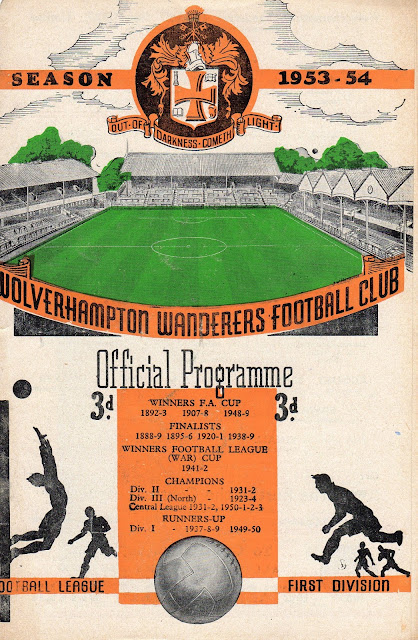 SEASON 1953-54
OUT·OF DARKNESS·COMETH LIGHT
WOLVERHAMPTON WANDERERS FOOTBALL CLUB
Official Programme
3d 3d
WINNERS F.A. CUP
1892-3 1907-8 1948-9
FINALISTS
1888-9 1895-6 1920-1 1938-9
WINNERS FOOTBALL LEAGUE
(WAR) CUP
1941-2
CHAMPIONS
Div. II - - 1931-2
Div. III (North) - 1923-4
Central League 1931-2, 1950-1-2-3
RUNNERS-UP
Div. I - 1937-8-9 1949-50
OOTBALL LEAGUE FIRST DIVISION